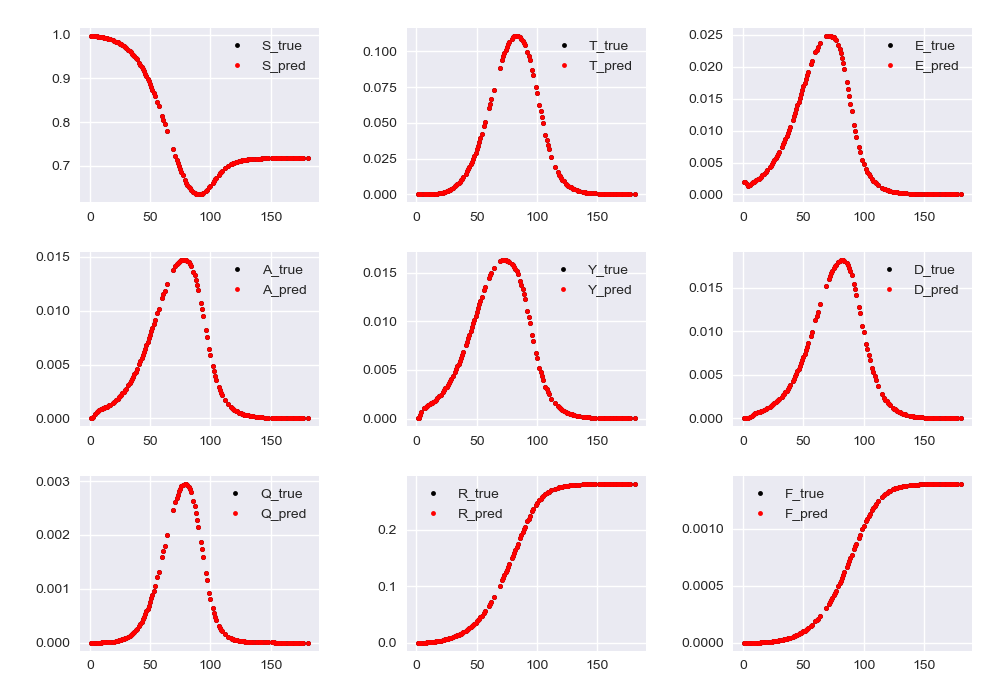 1.0
0.9
0.8
0.7
0 50 100 150
S_true
S_pred
0.100
0.075
0.050
0.025
0.000
0 50 100 150
T_true
T_pred
0.025
0.020
0.015
0.010
0.005
0.000
0 50 100 150
E_true
E_pred
0.015
0.010
0.005
0.000
0 50 100 150
A_true
A_pred
0.015
0.010
0.005
0.000
0 50 100 150
Y_true
Y_pred
0.015
0.010
0.005
0.000
0 50 100 150
D_true
D_pred
0.003
0.002
0.001
0.000
0 50 100 150
Q_true
Q_pred
0.2
0.1
0.0
0 50 100 150
R_true
R_pred
0.0010
0.0005
0.0000
0 50 100 150
F_true
F_pred